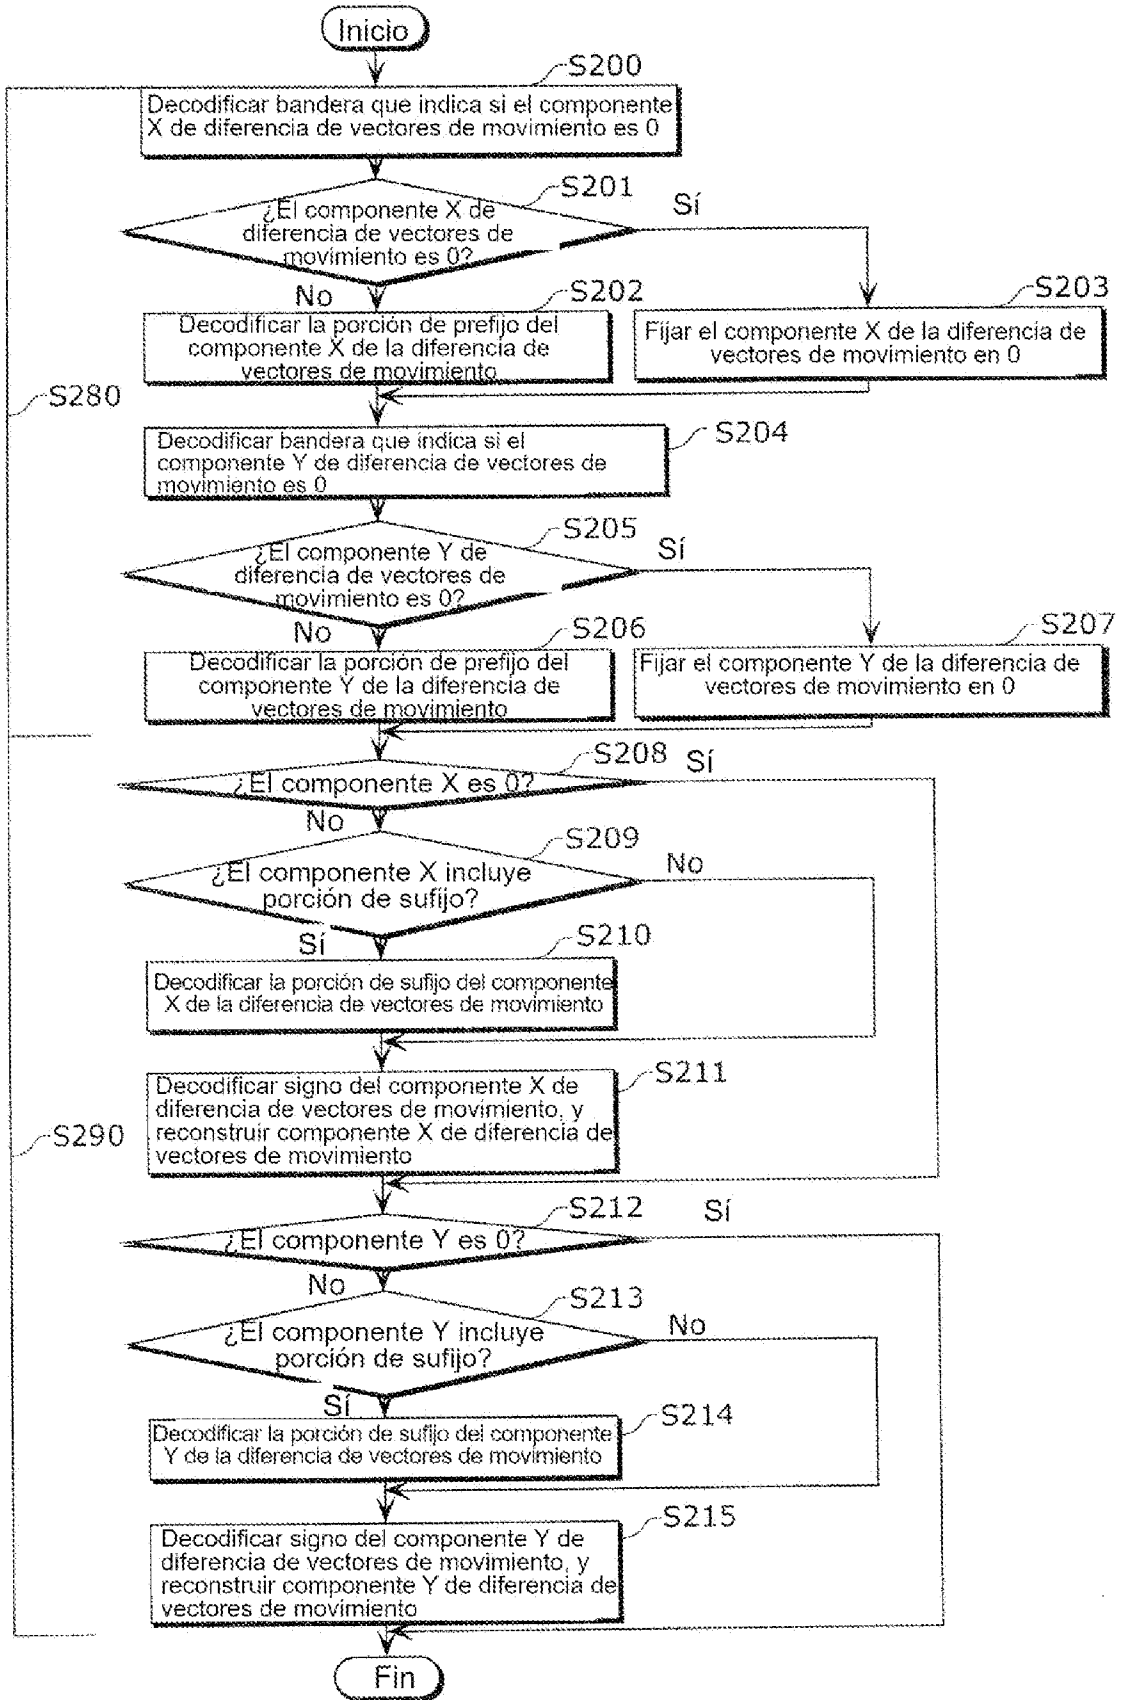 Inicio
S200
Decodificar bandera que indica si el componente
X de diferencia de vectores de movimiento es 0
S201
¿El componente X de
diferencia de vectores de
movimiento es 0?
Sí
No
S202
Decodificar la porción de prefijo del
componente X de la diferencia de
vectores de movimiento
S203
Fijar el componente X de la diferencia de
vectores de movimiento en 0
S280
S204
Decodificar bandera que indica si el
componente Y de diferencia de vectores de
movimiento es 0
S205
¿El componente Y de
diferencia de vectores de
movimiento es 0?
Sí
No
S206
Decodificar la porción de prefijo del
componente Y de la diferencia de
vectores de movimiento
S207
Fijar el componente Y de la diferencia de
vectores de movimiento en 0
S208
¿El componente X es 0?
Sí
No
S209
¿El componente X incluye
porción de sufijo?
No
Sí
S210
Decodificar la porción de sufijo del componente
X de la diferencia de vectores de movimiento
S211
Decodificar signo del componente X de
diferencia de vectores de movimiento, y
reconstruir componente X de diferencia de
vectores de movimiento
S290
S212
¿El componente Y es 0?
Sí
No
S213
¿El componente Y incluye
porción de sufijo?
No
Sí
S214
Decodificar la porción de sufijo del componente
Y de la diferencia de vectores de movimiento
S215
Decodificar signo del componente Y de
diferencia de vectores de movimiento, y
reconstruir componente Y de diferencia de
vectores de movimiento
Fin